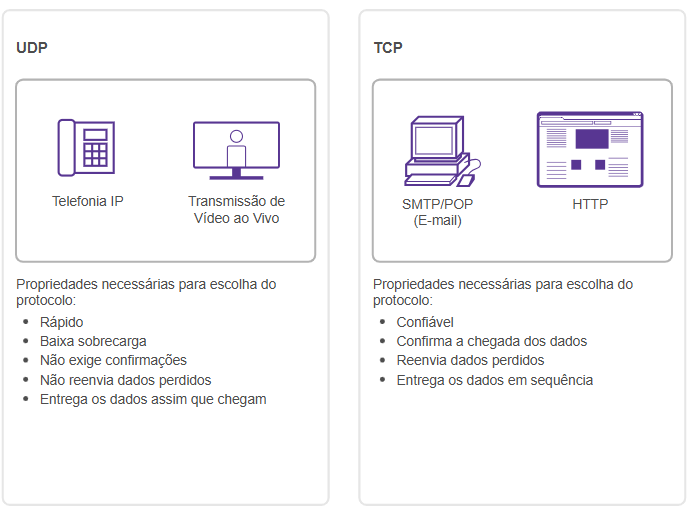 UDP
Telefonia IP
Transmissão de
Vídeo ao Vivo
Propriedades necessárias para escolha do
protocolo:
• Rápido
• Baixa sobrecarga
• Não exige confirmações
• Não reenvia dados perdidos
• Entrega os dados assim que chegam
TCP
SMTP/POP
(E-mail)
HTTP
Propriedades necessárias para escolha do
protocolo:
• Confiável
• Confirma a chegada dos dados
• Reenvia dados perdidos
• Entrega os dados em sequência